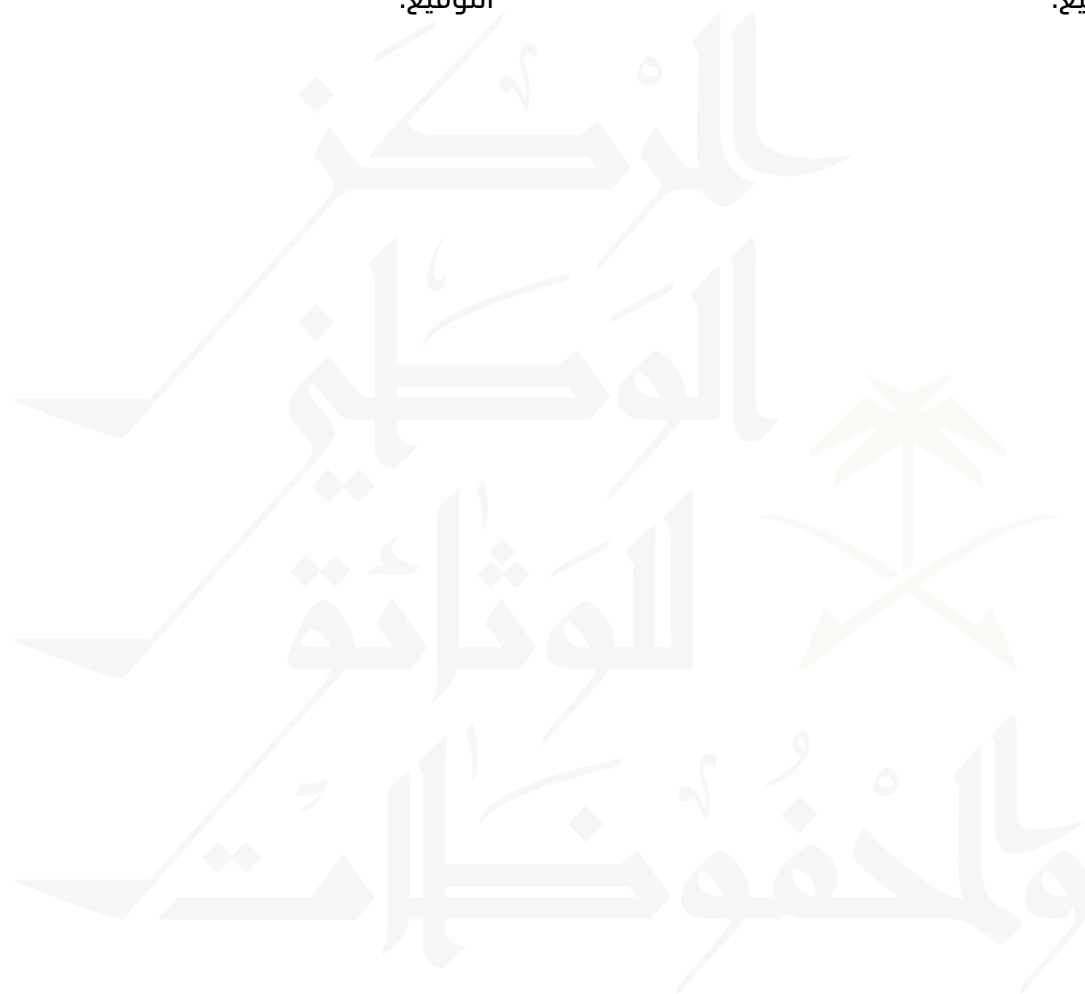 التوقيع:
المركز
الوطني
للوثائق
والمحفوظات